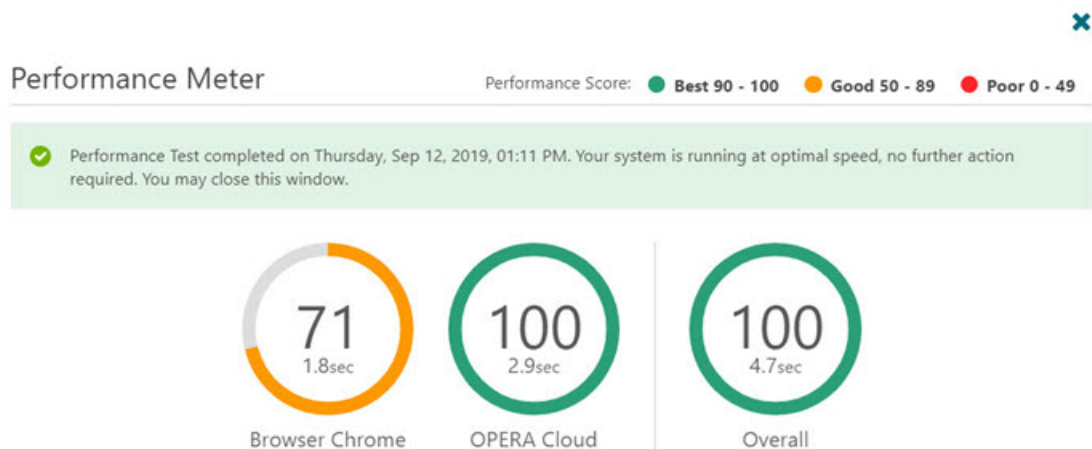 Performance Meter
Performance Score: Best 90 - 100 Good 50 - 89 Poor 0 - 49
Performance Test completed on Thursday, Sep 12, 2019, 01:11 PM. Your system is running at optimal speed, no further action
required. You may close this window.
71 100 100
1.8sec 2.9sec 4.7sec
Browser Chrome OPERA Cloud Overall